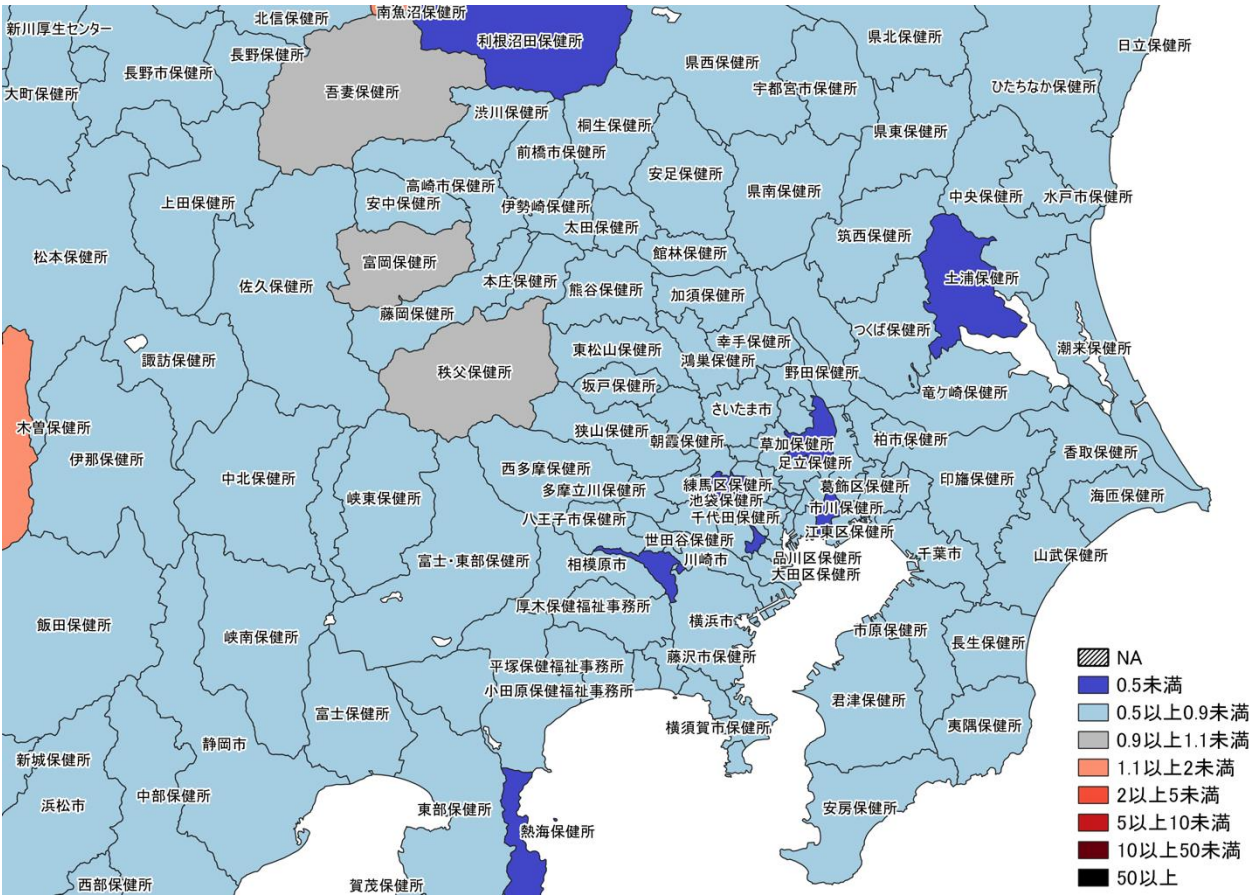 新川厚生センター
北信保健所
南魚沼保健所
利根沼田保健所
県北保健所
日立保健所
長野保健所
長野市保健所
大町保健所
吾妻保健所
渋川保健所
県西保健所
宇都宮市保健所
ひたちなか保健所
桐生保健所
県東保健所
前橋市保健所
安足保健所
高崎市保健所
県南保健所
中央保健所
水戸市保健所
上田保健所
安中保健所
伊勢崎保健所
太田保健所
筑西保健所
松本保健所
富岡保健所
館林保健所
佐久保健所
本庄保健所
熊谷保健所
加須保健所
土浦保健所
藤岡保健所
つくば保健所
幸手保健所
東松山保健所
鴻巣保健所
潮来保健所
諏訪保健所
秩父保健所
野田保健所
坂戸保健所
竜ケ崎保健所
さいたま市
木曽保健所
狭山保健所
朝霞保健所
草加保健所
柏市保健所
伊那保健所
香取保健所
足立保健所
西多摩保健所
中北保健所
峡東保健所
多摩立川保健所
練馬区保健所
葛飾区保健所
印旛保健所
池袋保健所
海匝保健所
市川保健所
八王子市保健所
千代田保健所
江東区保健所
世田谷保健所
千葉市
山武保健所
富士・東部保健所
相模原市
川崎市
品川区保健所
大田区保健所
厚木保健福祉事務所
飯田保健所
横浜市
市原保健所
峡南保健所
長生保健所
藤沢市保健所
平塚保健福祉事務所
小田原保健福祉事務所
君津保健所
富士保健所
横須賀市保健所
夷隅保健所
静岡市
新城保健所
中部保健所
浜松市
東部保健所
安房保健所
熱海保健所
西部保健所
賀茂保健所
NA
0.5未満
0.5以上0.9未満
0.9以上1.1未満
1.1以上2未満
2以上5未満
5以上10未満
10以上50未満
50以上